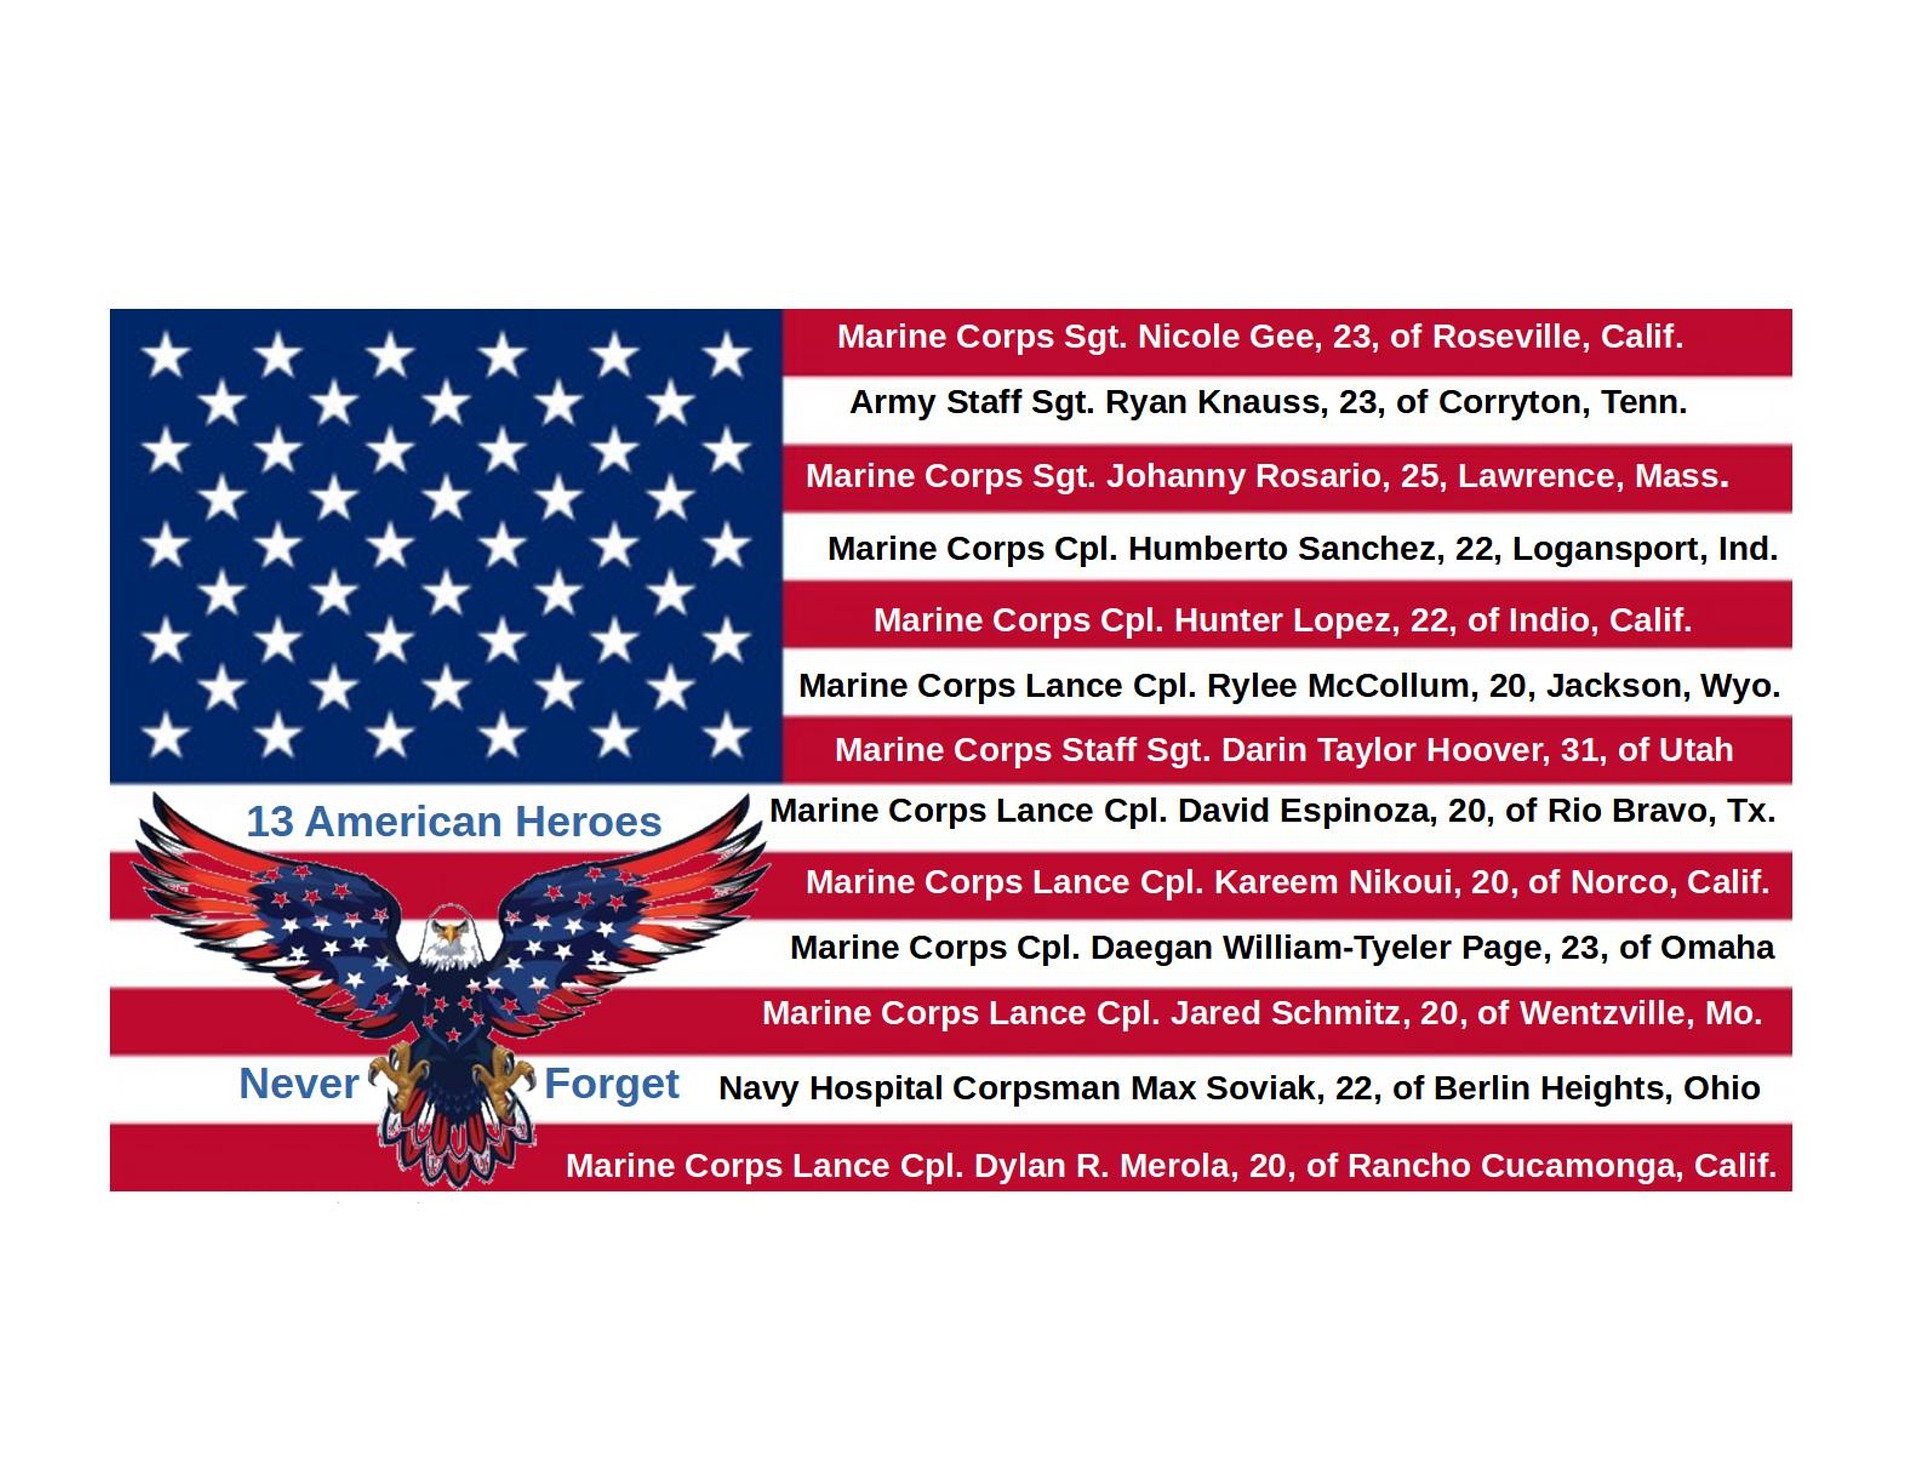 Marine Corps Sgt. Nicole Gee, 23, of Roseville, Calif.
Army Staff Sgt. Ryan Knauss, 23, of Corryton, Tenn.
Marine Corps Sgt. Johanny Rosario, 25, Lawrence, Mass.
Marine Corps Cpl. Humberto Sanchez, 22, Logansport, Ind.
Marine Corps Cpl. Hunter Lopez, 22, of Indio, Calif.
Marine Corps Lance Cpl. Rylee McCollum, 20, Jackson, Wyo.
Marine Corps Staff Sgt. Darin Taylor Hoover, 31, of Utah
13 American Heroes
Marine Corps Lance Cpl. David Espinoza, 20, of Rio Bravo, Tx.
Marine Corps Lance Cpl. Kareem Nikoui, 20, of Norco, Calif.
Marine Corps Cpl. Daegan William-Tyeler Page, 23, of Omaha
Marine Corps Lance Cpl. Jared Schmitz, 20, of Wentzville, Mo.
Never Forget
Navy Hospital Corpsman Max Soviak, 22, of Berlin Heights, Ohio
Marine Corps Lance Cpl. Dylan R. Merola, 20, of Rancho Cucamonga, Calif.